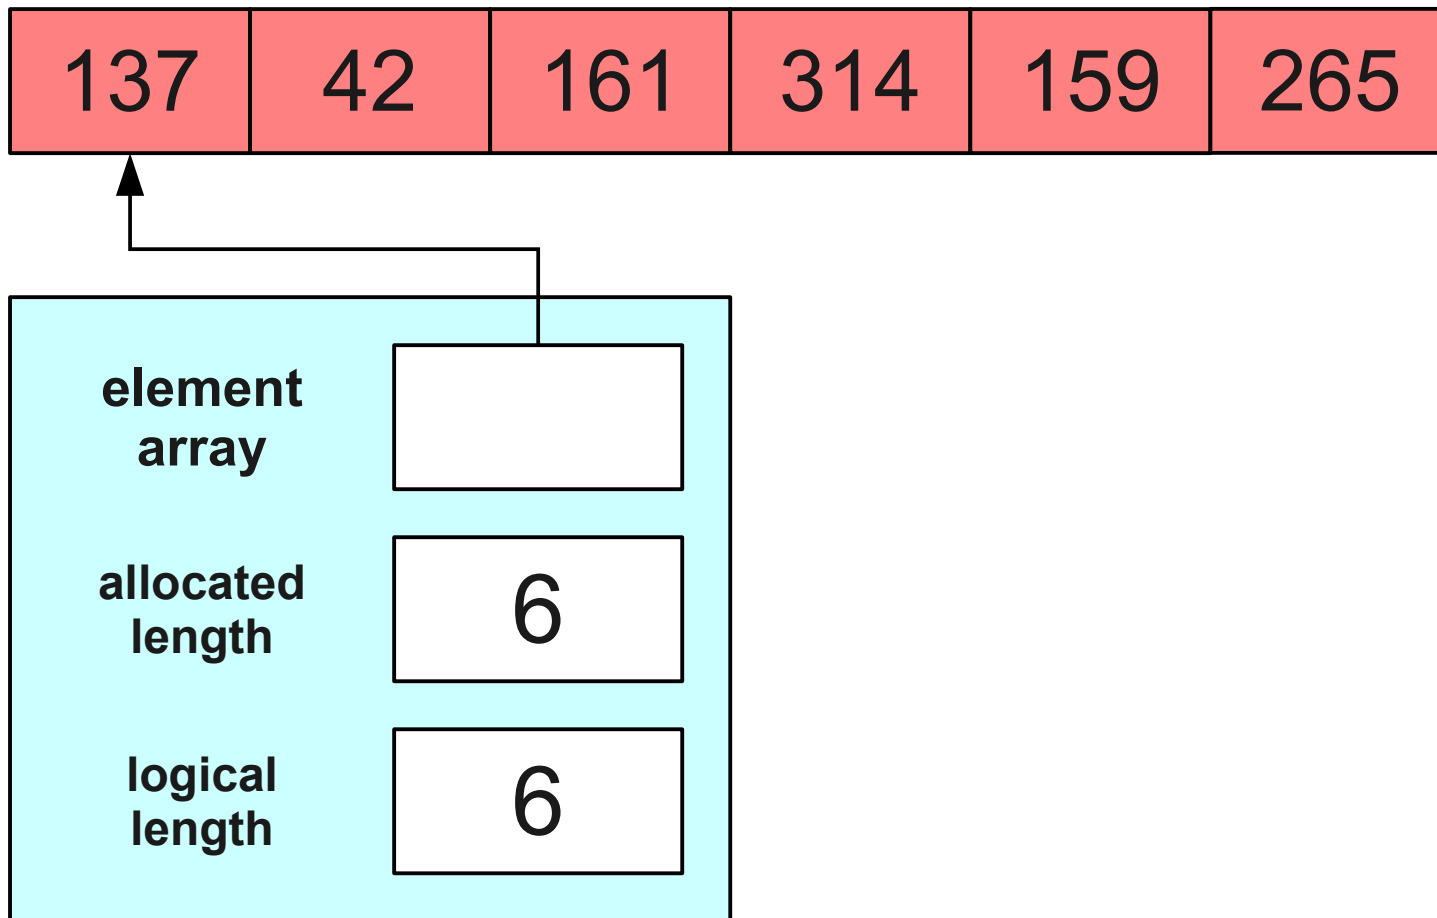 137 42 161 314 159 265
element
array
allocated
length
6
logical
length
6